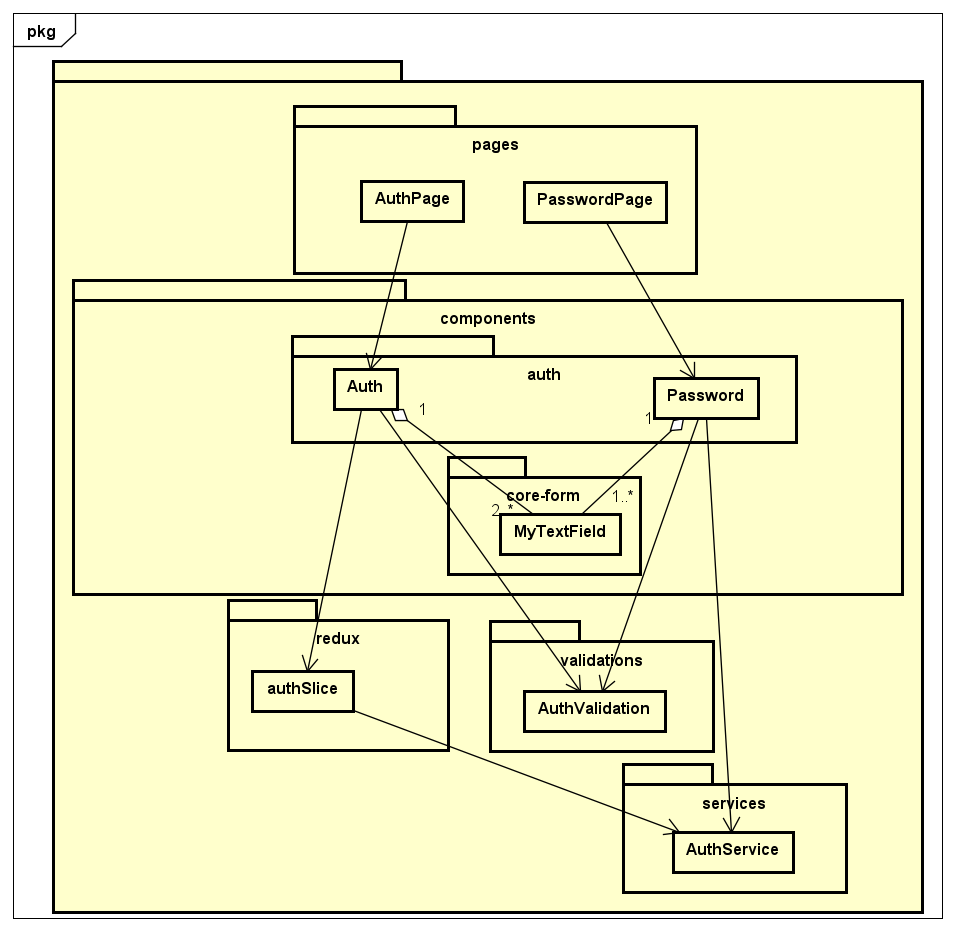 pkg
pages
AuthPage
PasswordPage
components
auth
Auth
Password
1
1
core-form
2..*
1..*
MyTextField
redux
authSlice
validations
AuthValidation
services
AuthService